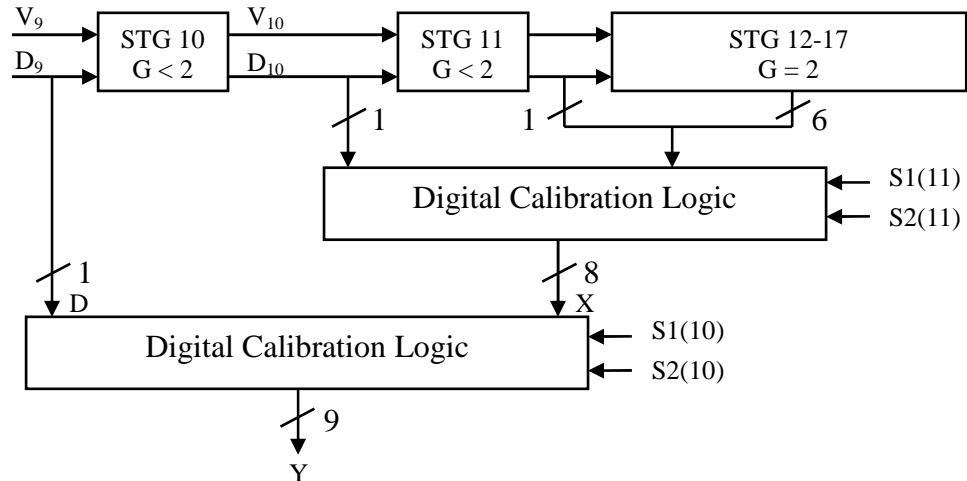 V9 STG 10 V10 STG 11 STG 12-17
D9 G < 2 D10 G < 2 G = 2
1 1 6
Digital Calibration Logic
S1(11)
S2(11)
1 8
D X
Digital Calibration Logic
S1(10)
S2(10)
9
Y